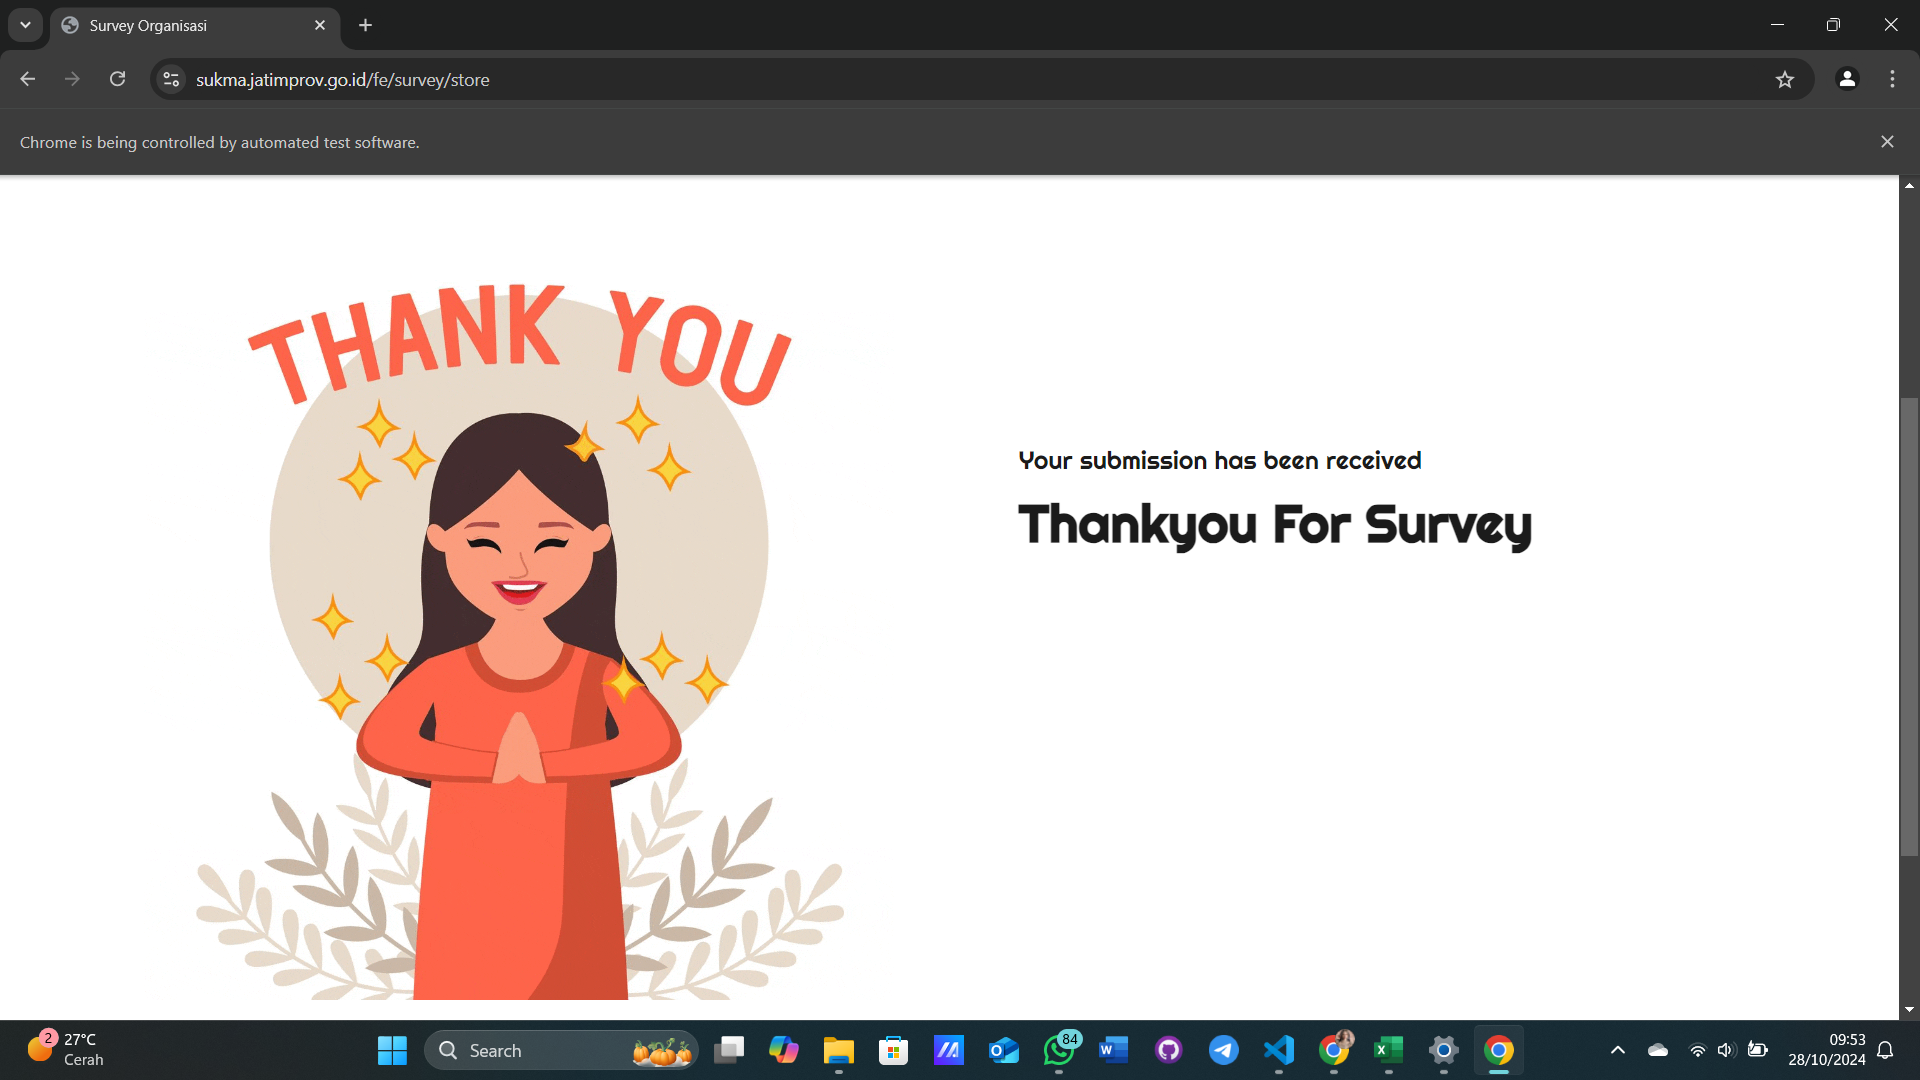 Survey Organisasi
sukma.jatimprov.go.id/fe/survey/store
Chrome is being controlled by automated test software.
THANK YOU
Your submission has been received
Thankyou For Survey
2
27°C
Cerah
Search
84
09:53
28/10/2024